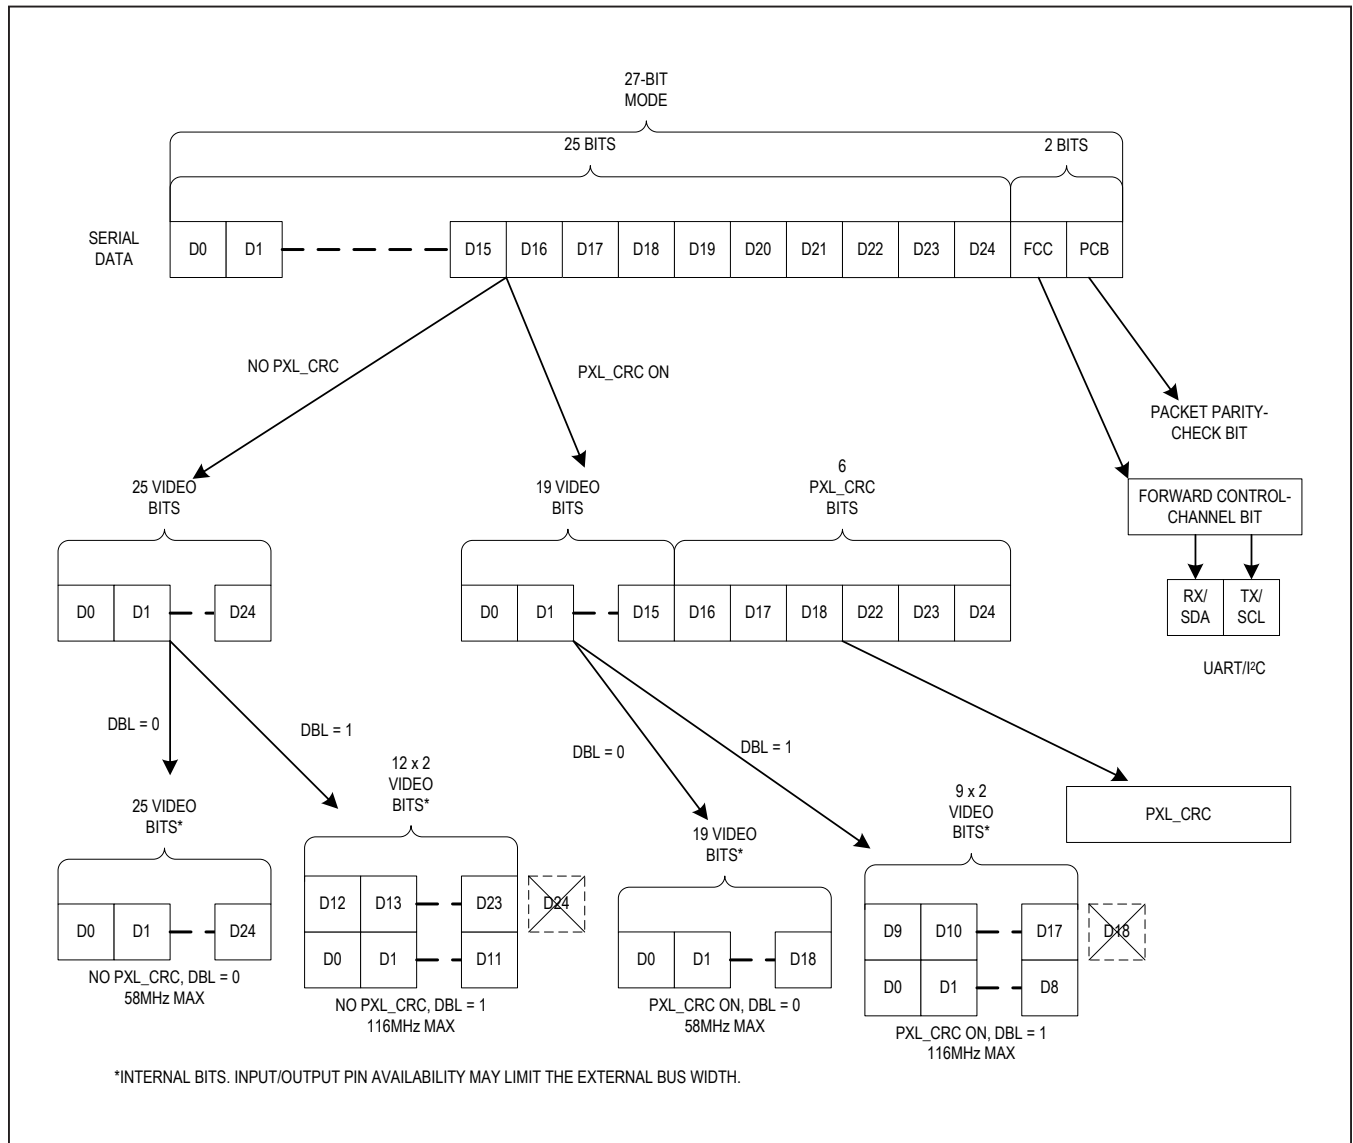 27-BIT
MODE
25 BITS
2 BITS
SERIAL
DATA
D0 D1 D15 D16 D17 D18 D19 D20 D21 D22 D23 D24 FCC PCB
NO PXL_CRC
PXL_CRC ON
PACKET PARITY-
CHECK BIT
25 VIDEO
BITS
19 VIDEO
BITS
6
PXL_CRC
BITS
FORWARD CONTROL-
CHANNEL BIT
D0 D1 D24
D0 D1 D15 D16 D17 D18 D22 D23 D24
RX/
SDA
TX/
SCL
UART/I²C
DBL = 0
DBL = 1
DBL = 0
DBL = 1
25 VIDEO
BITS*
12 x 2
VIDEO
BITS*
19 VIDEO
BITS*
9 x 2
VIDEO
BITS*
PXL_CRC
D0 D1 D24
NO PXL_CRC, DBL = 0
58MHz MAX
D12 D13 D23 D24
D0 D1 D11
NO PXL_CRC, DBL = 1
116MHz MAX
D0 D1 D18
PXL_CRC ON, DBL = 0
58MHz MAX
D9 D10 D17 D18
D0 D1 D8
PXL_CRC ON, DBL = 1
116MHz MAX
*INTERNAL BITS. INPUT/OUTPUT PIN AVAILABILITY MAY LIMIT THE EXTERNAL BUS WIDTH.